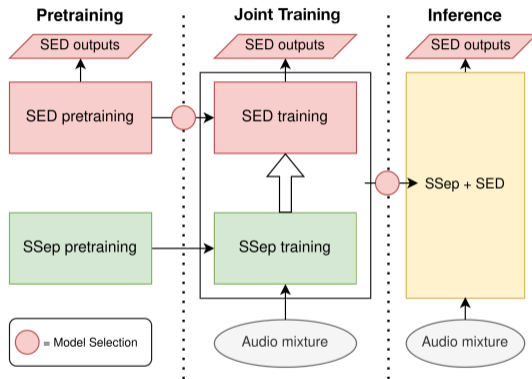 Pretraining
Joint Training
Inference
SED outputs
SED outputs
SED outputs
SED pretraining
SED training
SSep + SED
SSep pretraining
SSep training
= Model Selection
Audio mixture
Audio mixture